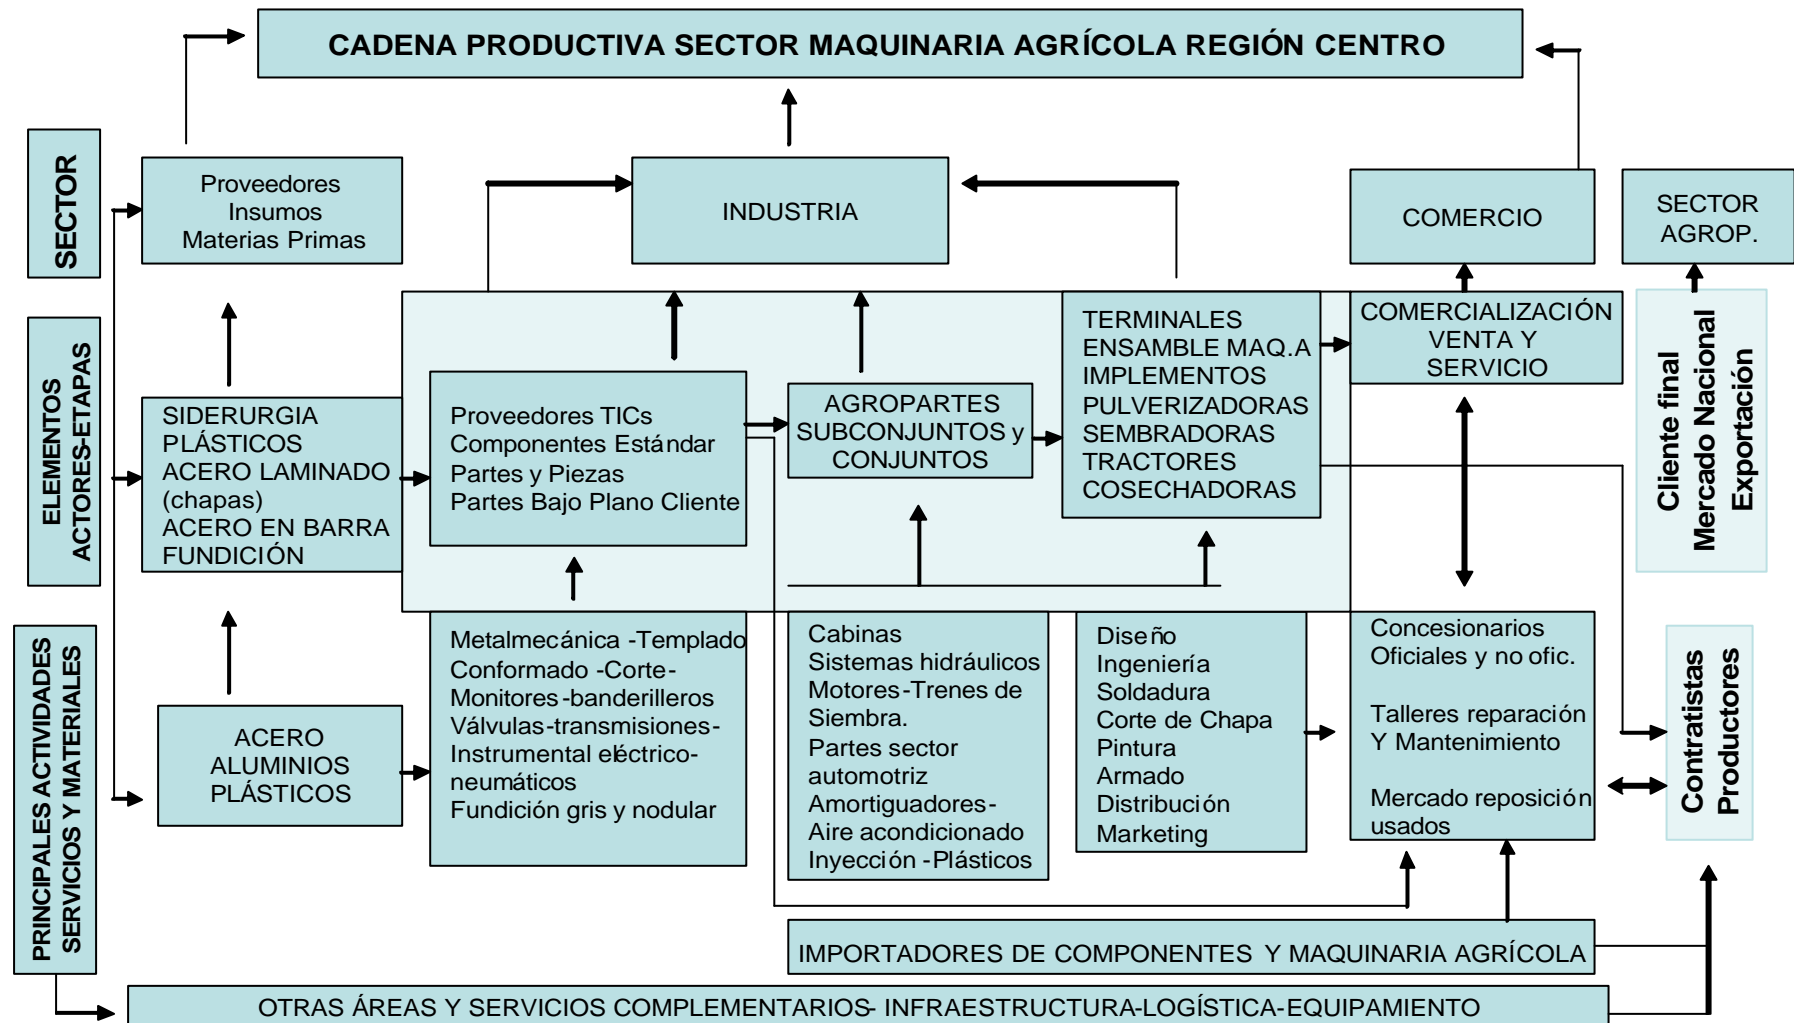 CADENA PRODUCTIVA SECTOR MAQUINARIA AGRÍCOLA REGIÓN CENTRO
SECTOR
Proveedores
Insumos
Materias Primas
INDUSTRIA
COMERCIO
SECTOR
AGROP.
ELEMENTOS
ACTORES-ETAPAS
SIDERURGIA
PLÁSTICOS
ACERO LAMINADO
(chapas)
ACERO EN BARRA
FUNDICIÓN
Proveedores TICs
Componentes Estándar
Partes y Piezas
Partes Bajo Plano Cliente
AGROPARTES
SUBCONJUNTOS y
CONJUNTOS
TERMINALES
ENSAMBLE MAQ.A
IMPLEMENTOS
PULVERIZADORAS
SEMBRADORAS
TRACTORES
COSECHADORAS
COMERCIALIZACIÓN
VENTA Y
SERVICIO
Cliente final
Mercado Nacional
Exportación
PRINCIPALES ACTIVIDADES
SERVICIOS Y MATERIALES
ACERO
ALUMINIOS
PLÁSTICOS
Metalmecánica -Templado
Conformado -Corte-
Monitores-banderilleros
Válvulas-transmisiones-
Instrumental eléctrico-
neumáticos
Fundición gris y nodular
Cabinas
Sistemas hidráulicos
Motores-Trenes de
Siembra.
Partes sector
automotriz
Amortiguadores-
Aire acondicionado
Inyección -Plásticos
Diseño
Ingeniería
Soldadura
Corte de Chapa
Pintura
Armado
Distribución
Marketing
Concesionarios
Oficiales y no ofic.
Talleres reparación
Y Mantenimiento
Mercado reposición
usados
Contratistas
Productores
IMPORTADORES DE COMPONENTES Y MAQUINARIA AGRÍCOLA
OTRAS ÁREAS Y SERVICIOS COMPLEMENTARIOS- INFRAESTRUCTURA-LOGÍSTICA-EQUIPAMIENTO